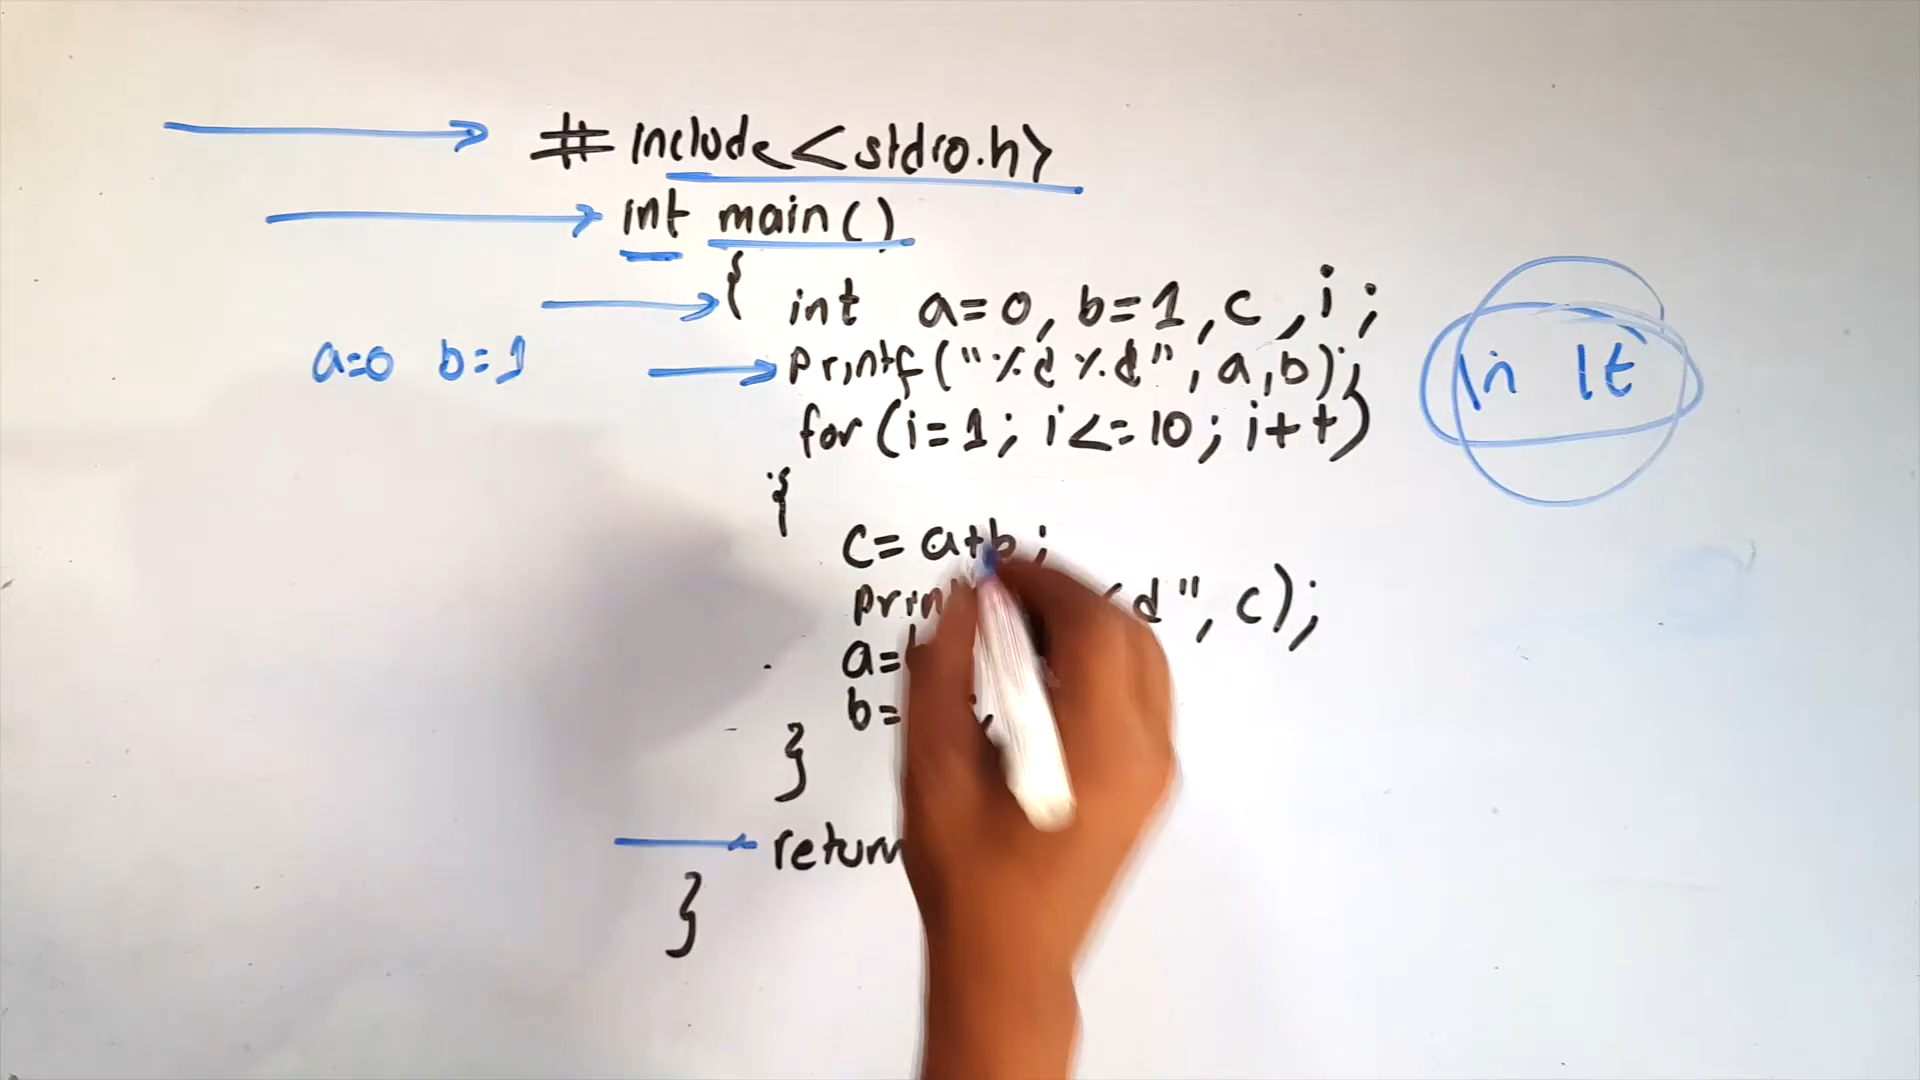 #include<stdio.h>
int main()
{ int a=0, b=1, c, i;
a=0 b=1
printf("%d %d", a, b);
for(i=1; i<=10; i++)
{
c= a+b;
d", c);
a=
b=
}
return
}